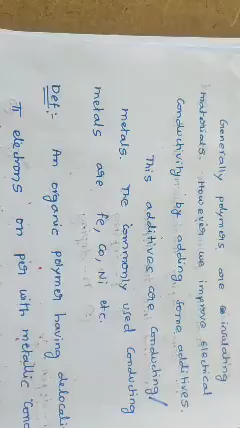 Generally polymers are insulating
materials. However we improve electrical
Conductivity by adding some additives.
This additives are Conducting/
metals. The commonly used Conducting
metals are Fe, Co, Ni etc.
Def:- An organic polymer having delocali
π electrons on per with metallic conc